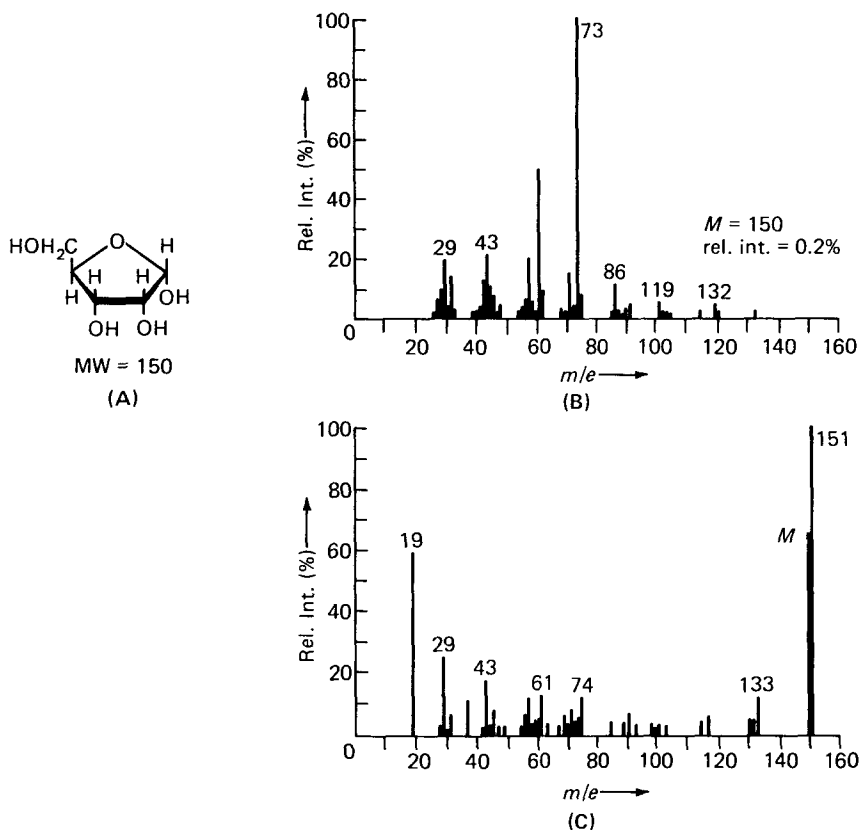 HOH2C
O
H
H
H
H
OH
OH OH
MW = 150
(A)
Rel. Int. (%)
100
80
60
40
20
0
29
43
73
86
119
132
M = 150
rel. int. = 0.2%
20 40 60 80 100 120 140 160
m/e
(B)
Rel. Int. (%)
100
80
60
40
20
0
19
29
43
61
74
133
M
151
20 40 60 80 100 120 140 160
m/e
(C)